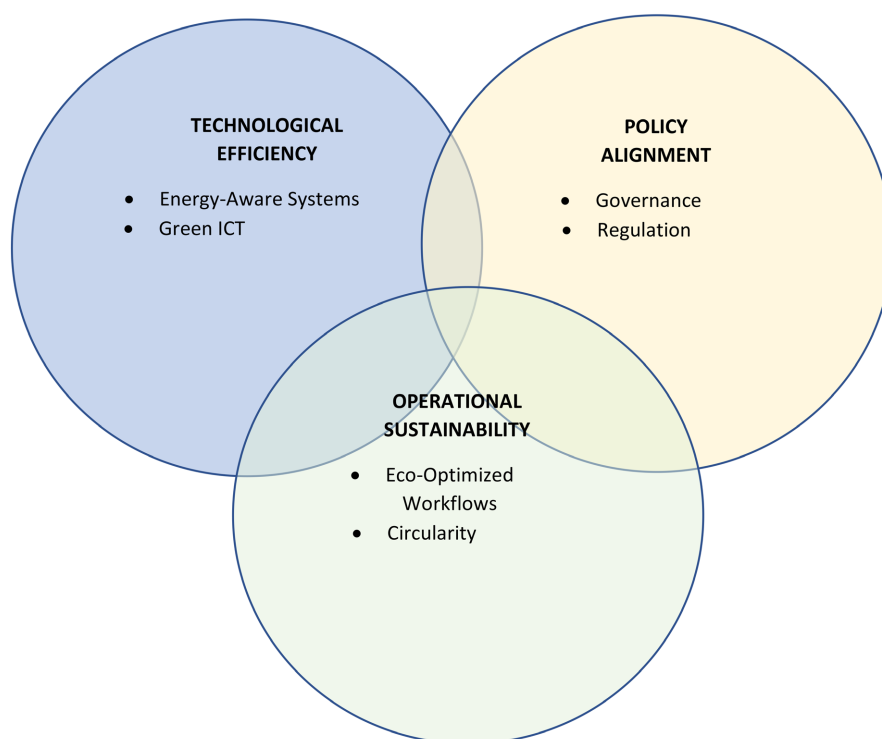 TECHNOLOGICAL
EFFICIENCY
• Energy-Aware Systems
• Green ICT
POLICY
ALIGNMENT
• Governance
• Regulation
OPERATIONAL
SUSTAINABILITY
• Eco-Optimized
Workflows
• Circularity